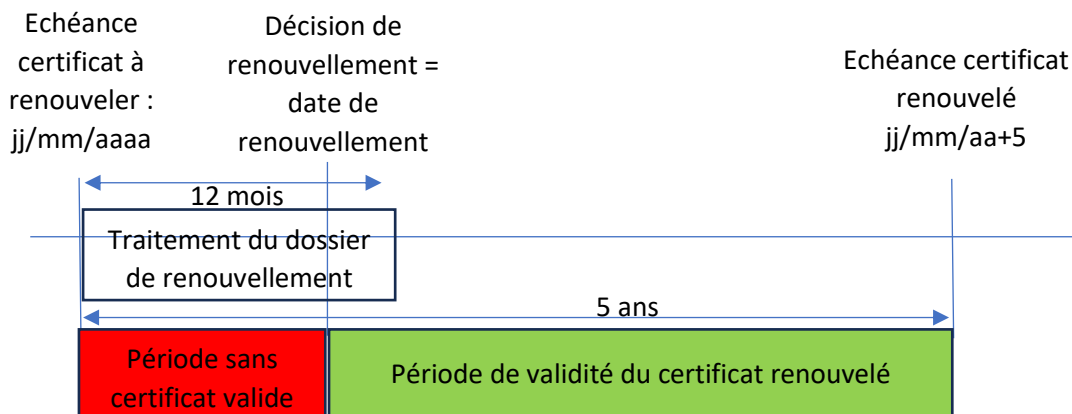 Echéance
certificat à
renouveler :
jj/mm/aaaa
Décision de
renouvellement =
date de
renouvellement
Echéance certificat
renouvelé
jj/mm/aa+5
12 mois
Traitement du dossier
de renouvellement
5 ans
Période sans
certificat valide
Période de validité du certificat renouvelé